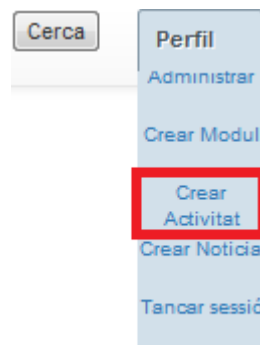 Cerca
Perfil
Administrar
Crear Modul
Crear
Activitat
Crear Noticia
Tancar sessió